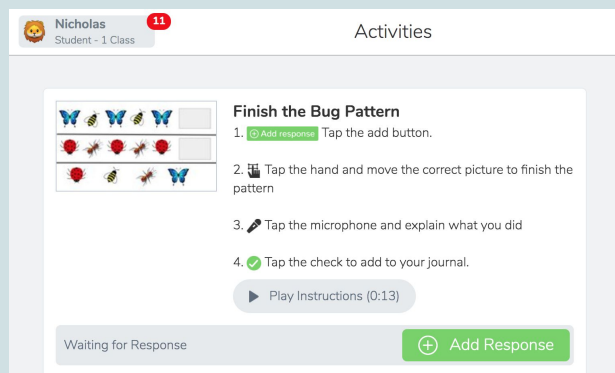 Nicholas
Student - 1 Class
11
Activities
Finish the Bug Pattern
1. Add response Tap the add button.
2. Tap the hand and move the correct picture to finish the
pattern
3. Tap the microphone and explain what you did
4. Tap the check to add to your journal.
Play Instructions (0:13)
Waiting for Response
Add Response